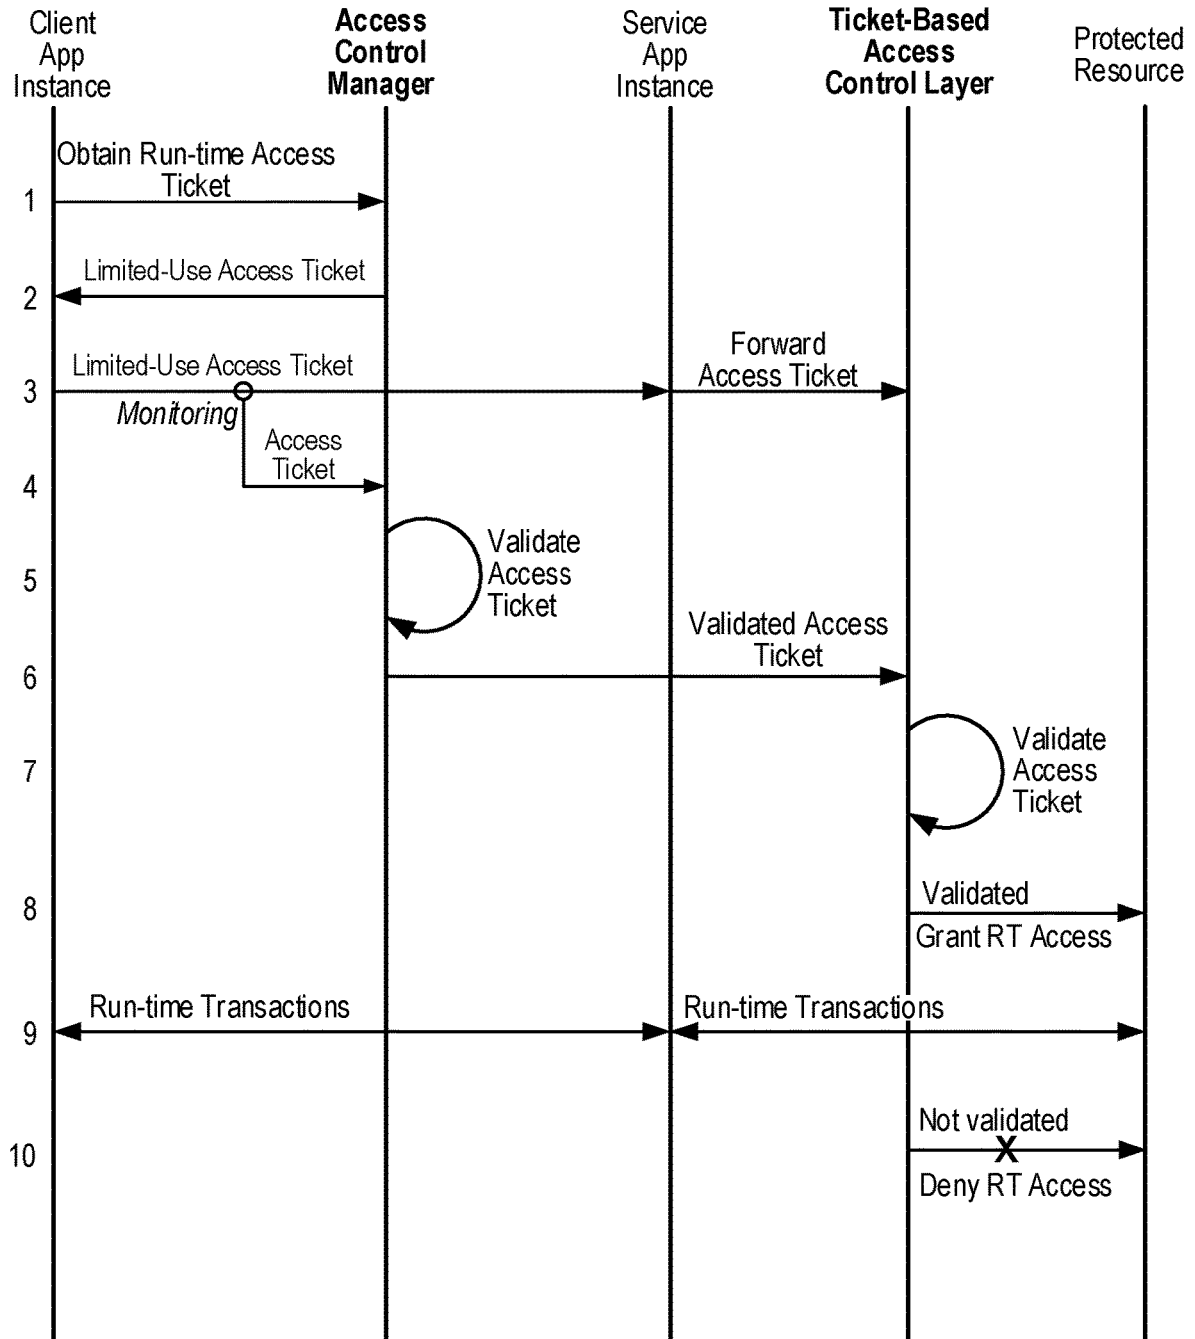 Client
App
Instance
Access
Control
Manager
Service
App
Instance
Ticket-Based
Access
Control Layer
Protected
Resource
Obtain Run-time Access
Ticket
1
Limited-Use Access Ticket
2
Limited-Use Access Ticket
Forward
Access Ticket
3
Monitoring
Access
Ticket
4
Validate
Access
Ticket
5
Validated Access
Ticket
6
Validate
Access
Ticket
7
Validated
8
Grant RT Access
Run-time Transactions
Run-time Transactions
9
Not validated
X
10
Deny RT Access